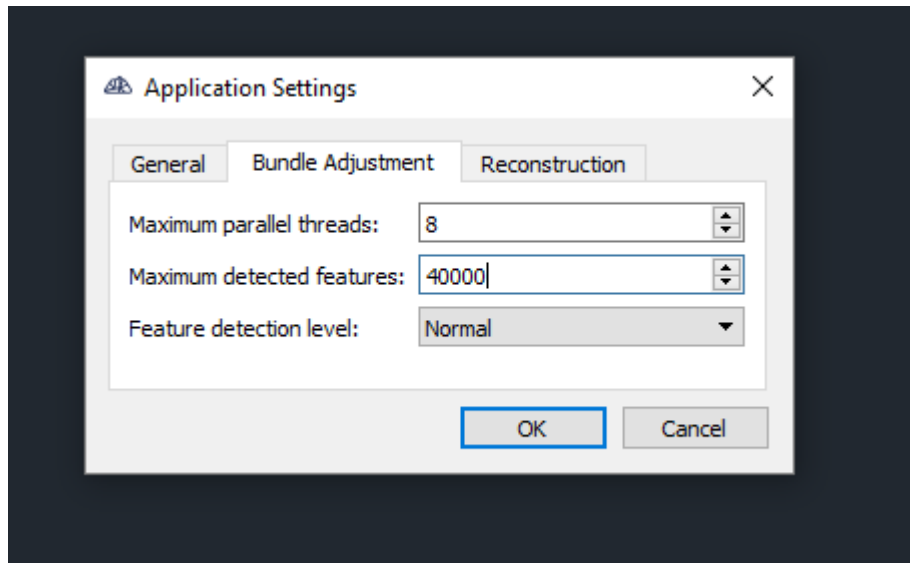 Application Settings
General Bundle Adjustment Reconstruction
Maximum parallel threads: 8
Maximum detected features: 40000
Feature detection level: Normal
OK Cancel